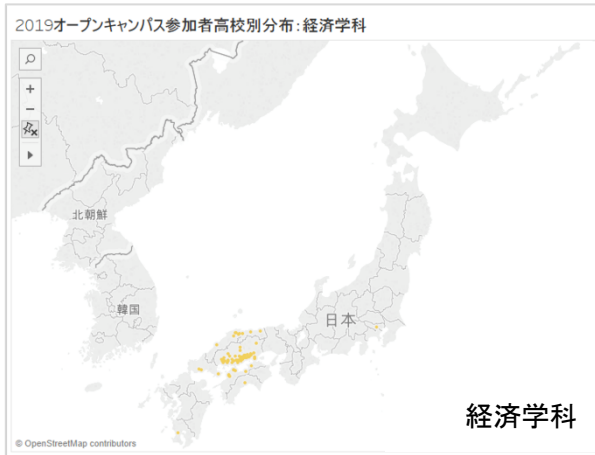 2019オープンキャンパス参加者高校別分布:経済学科
北朝鮮
韓国
日本
経済学科
© OpenStreetMap contributors